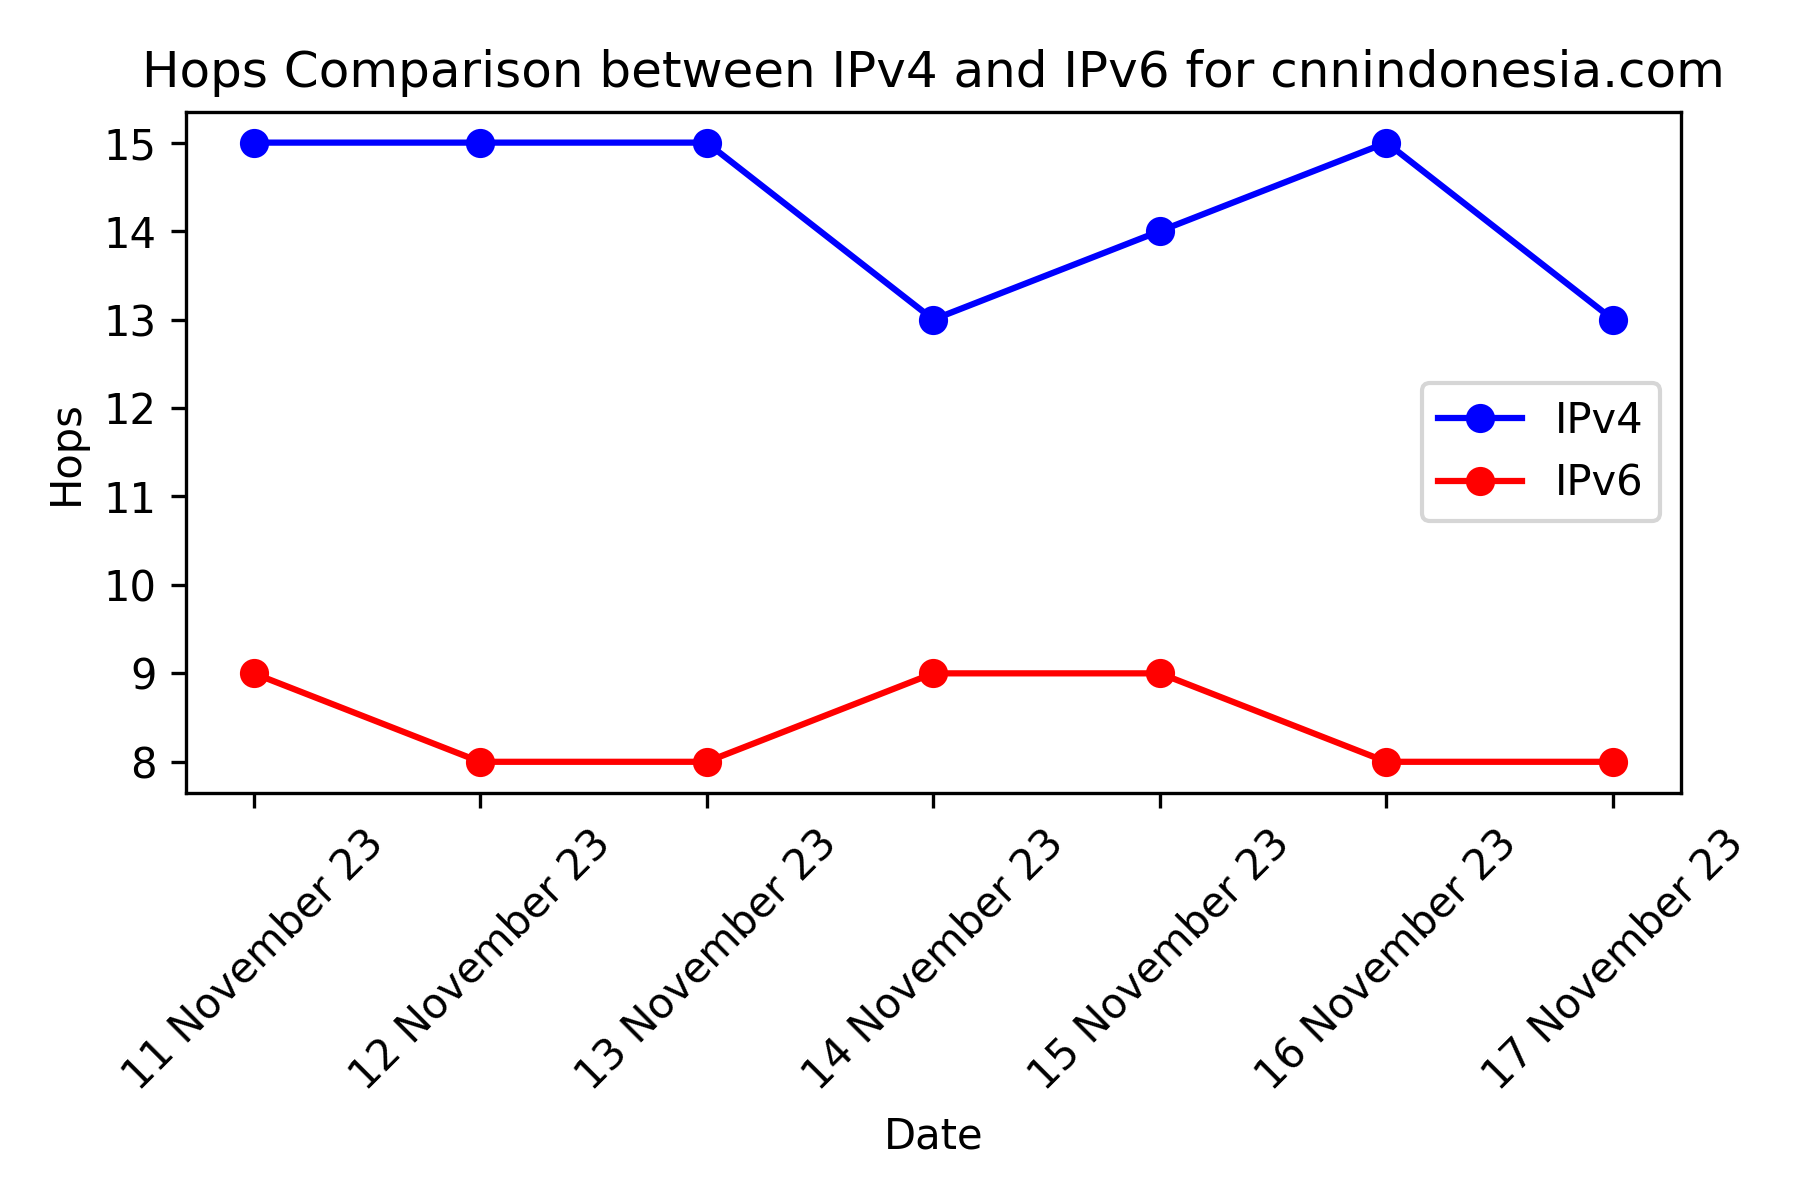 Hops Comparison between IPv4 and IPv6 for cnnindonesia.com
Hops
15
14
13
12
11
10
9
8
IPv4
IPv6
11 November 23
12 November 23
13 November 23
14 November 23
15 November 23
16 November 23
17 November 23
Date